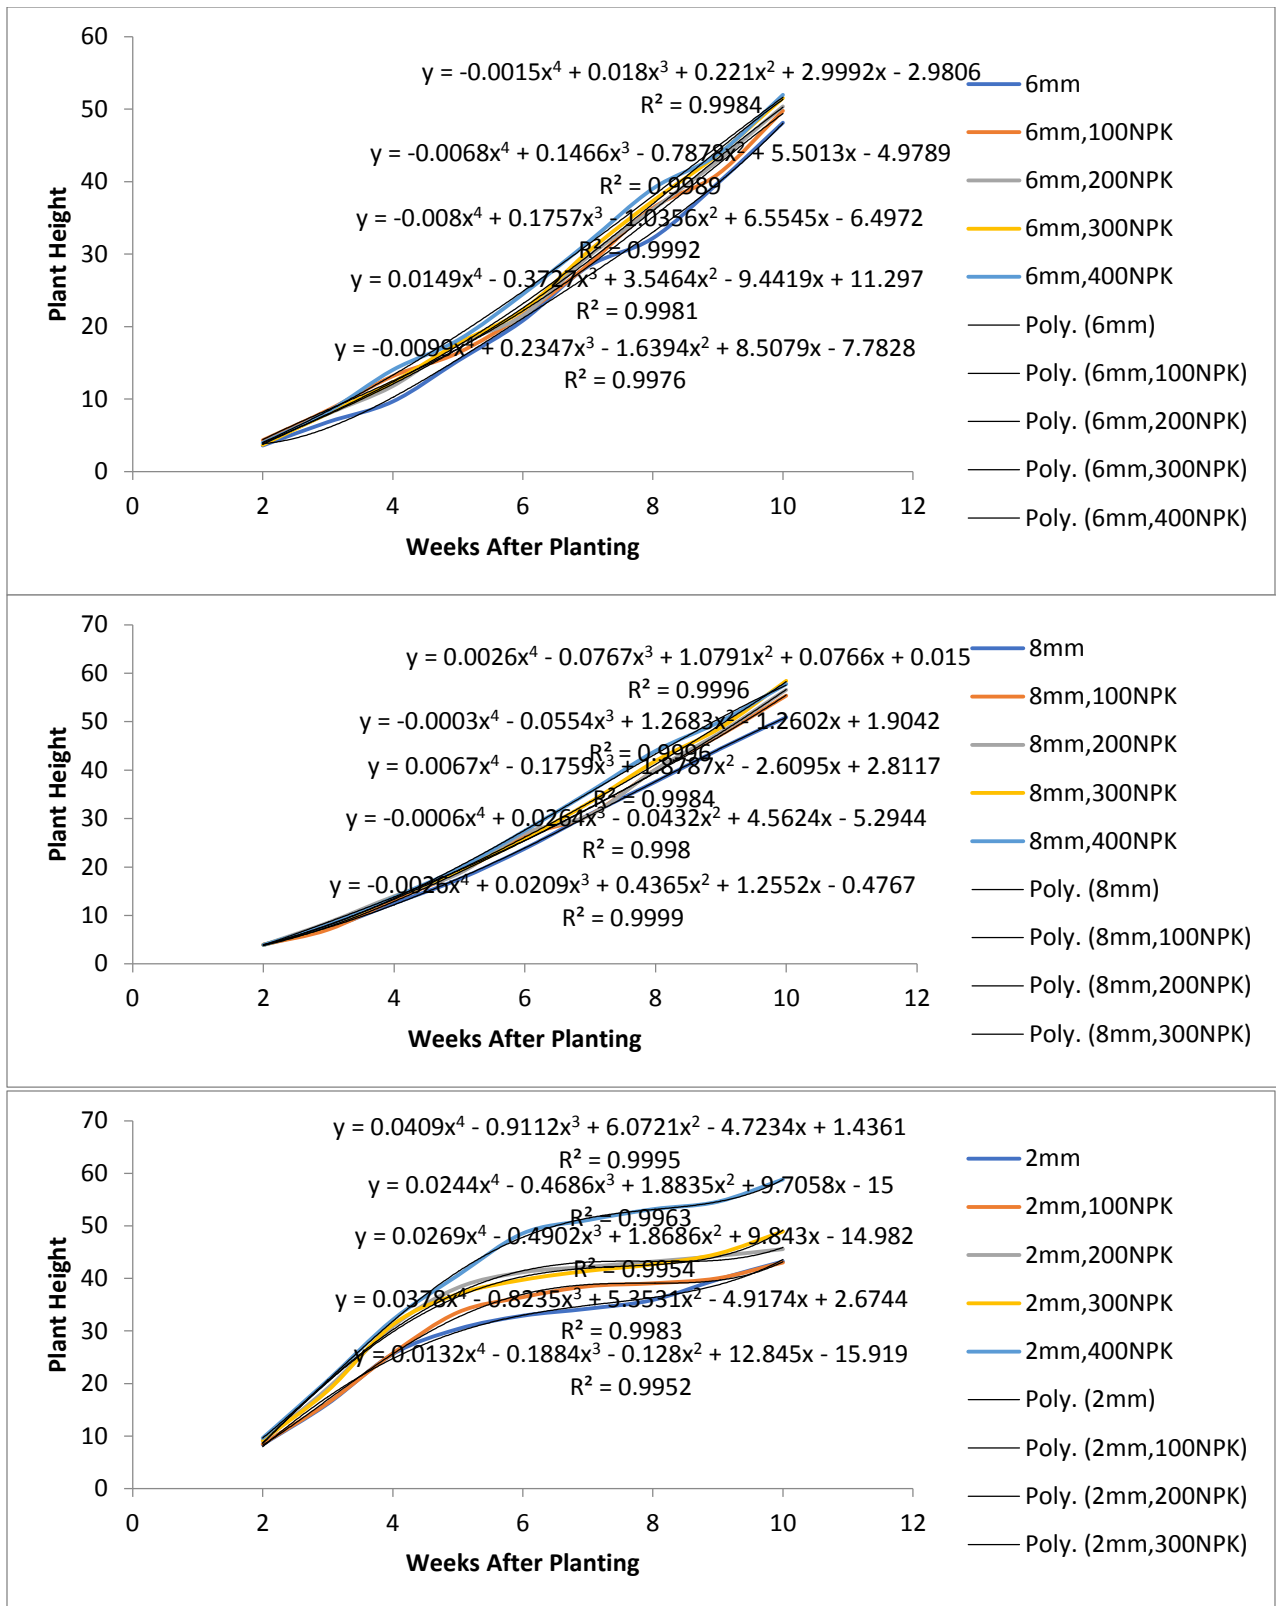 60
50
40
30
20
10
0
Plant Height
y = -0.0015x⁴ + 0.018x³ + 0.221x² + 2.9992x - 2.9806
R² = 0.9984
y = -0.0068x⁴ + 0.1466x³ - 0.7878x² + 5.5013x - 4.9789
R² = 0.9989
y = -0.008x⁴ + 0.1757x³ - 1.0356x² + 6.5545x - 6.4972
R² = 0.9992
y = 0.0149x⁴ - 0.3727x³ + 3.5464x² - 9.4419x + 11.297
R² = 0.9981
y = -0.0099x⁴ + 0.2347x³ - 1.6394x² + 8.5079x - 7.7828
R² = 0.9976
0 2 4 6 8 10 12
Weeks After Planting
6mm
6mm,100NPK
6mm,200NPK
6mm,300NPK
6mm,400NPK
Poly. (6mm)
Poly. (6mm,100NPK)
Poly. (6mm,200NPK)
Poly. (6mm,300NPK)
Poly. (6mm,400NPK)
70
60
50
40
30
20
10
0
Plant Height
y = 0.0026x⁴ - 0.0767x³ + 1.0791x² + 0.0766x + 0.015
R² = 0.9996
y = -0.0003x⁴ - 0.0554x³ + 1.2683x² - 1.2602x + 1.9042
R² = 0.9996
y = 0.0067x⁴ - 0.1759x³ + 1.8787x² - 2.6095x + 2.8117
R² = 0.9984
y = -0.0006x⁴ + 0.0264x³ - 0.0432x² + 4.5624x - 5.2944
R² = 0.998
y = -0.0026x⁴ + 0.0209x³ + 0.4365x² + 1.2552x - 0.4767
R² = 0.9999
0 2 4 6 8 10 12
Weeks After Planting
8mm
8mm,100NPK
8mm,200NPK
8mm,300NPK
8mm,400NPK
Poly. (8mm)
Poly. (8mm,100NPK)
Poly. (8mm,200NPK)
Poly. (8mm,300NPK)
70
60
50
40
30
20
10
0
Plant Height
y = 0.0409x⁴ - 0.9112x³ + 6.0721x² - 4.7234x + 1.4361
R² = 0.9995
y = 0.0244x⁴ - 0.4686x³ + 1.8835x² + 9.7058x - 15
R² = 0.9963
y = 0.0269x⁴ - 0.4902x³ + 1.8686x² + 9.843x - 14.982
R² = 0.9954
y = 0.0378x⁴ - 0.8235x³ + 5.3531x² - 4.9174x + 2.6744
R² = 0.9983
y = 0.0132x⁴ - 0.1884x³ - 0.128x² + 12.845x - 15.919
R² = 0.9952
0 2 4 6 8 10 12
Weeks After Planting
2mm
2mm,100NPK
2mm,200NPK
2mm,300NPK
2mm,400NPK
Poly. (2mm)
Poly. (2mm,100NPK)
Poly. (2mm,200NPK)
Poly. (2mm,300NPK)